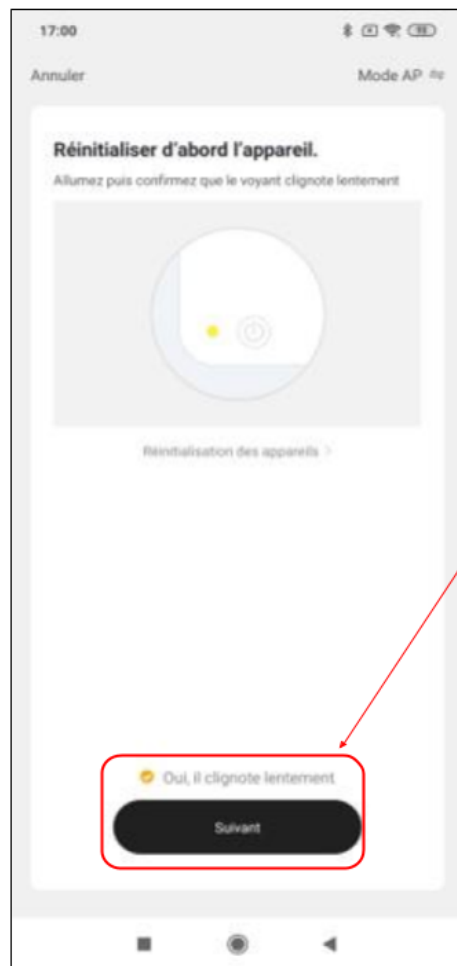 17:00
Annuler
Mode AP
Réinitialiser d'abord l'appareil.
Allumez puis confirmez que le voyant clignote lentement
Réinitialisation des appareils >
Oui, il clignote lentement
Suivant